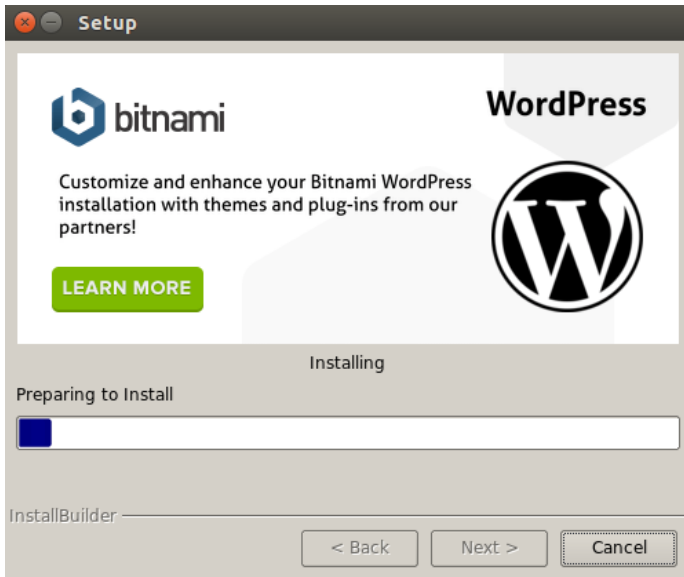 Setup
bitnami
WordPress
Customize and enhance your Bitnami WordPress
installation with themes and plug-ins from our
partners!
LEARN MORE
Installing
Preparing to Install
InstallBuilder
< Back
Next >
Cancel